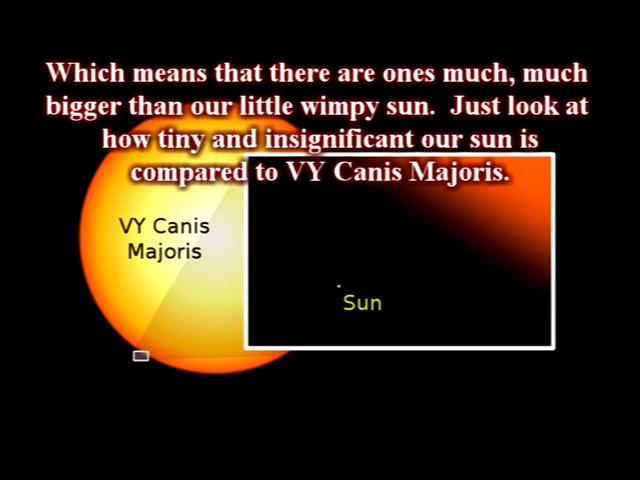 Which means that there are ones much, much
bigger than our little wimpy sun.  Just look at
how tiny and insignificant our sun is
compared to VY Canis Majoris.
VY Canis
Majoris
Sun